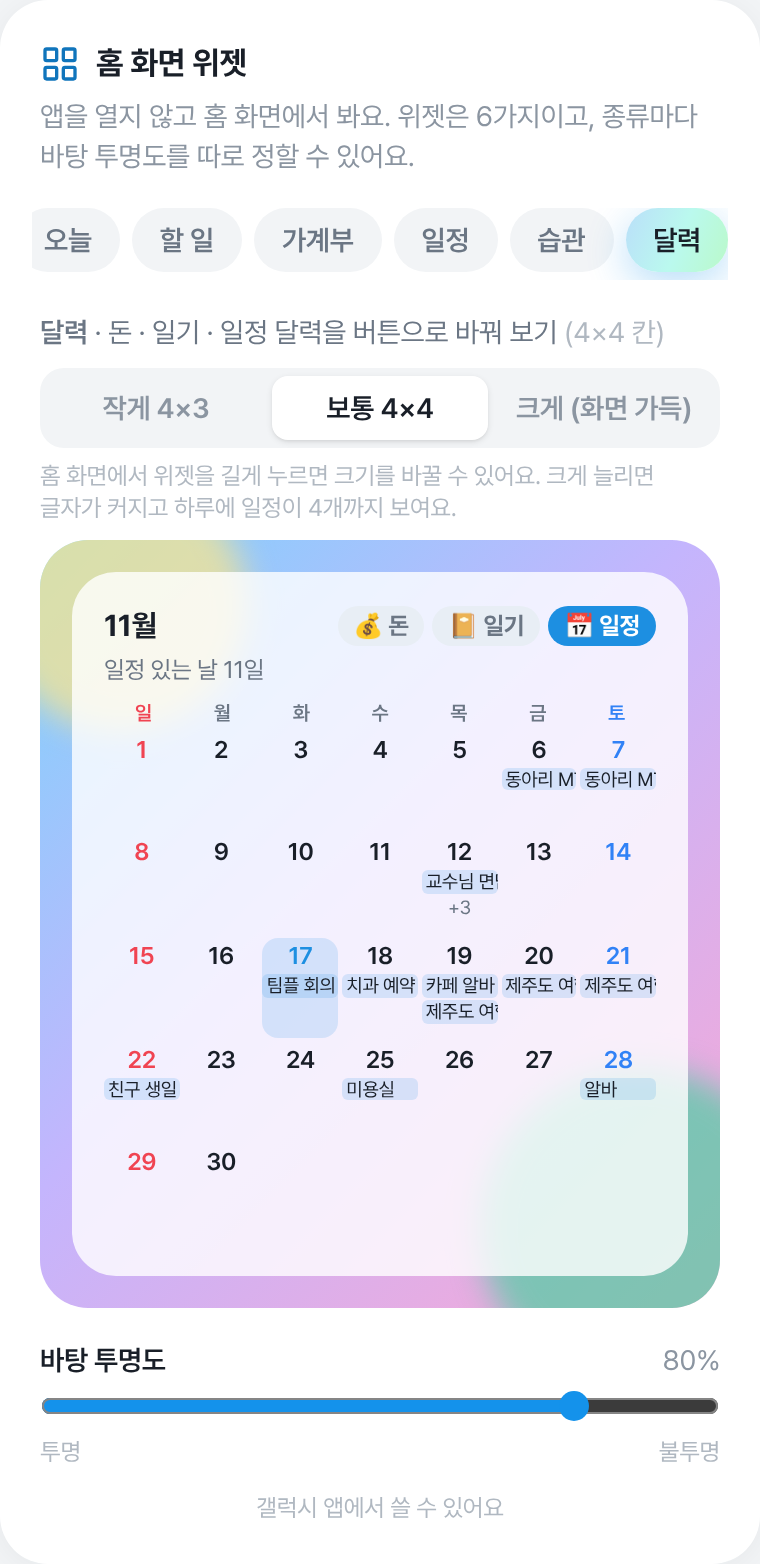 홈 화면 위젯
앱을 열지 않고 홈 화면에서 봐요. 위젯은 6가지이고, 종류마다
바탕 투명도를 따로 정할 수 있어요.
오늘 할 일 가계부 일정 습관 달력
달력 · 돈 · 일기 · 일정 달력을 버튼으로 바꿔 보기 (4×4 칸)
작게 4×3 보통 4×4 크게 (화면 가득)
홈 화면에서 위젯을 길게 누르면 크기를 바꿀 수 있어요. 크게 늘리면
글자가 커지고 하루에 일정이 4개까지 보여요.
11월 돈 일기 일정
일정 있는 날 11일
일 월 화 수 목 금 토
1 2 3 4 5 6 7
동아리 동아리
8 9 10 11 12 13 14
교수님
+3
15 16 17 18 19 20 21
팀플 회의 치과 예약 카페 알바 제주도 제주도
제주도
22 23 24 25 26 27 28
친구 생일 미용실 알바
29 30
바탕 투명도 80%
투명 불투명
갤럭시 앱에서 쓸 수 있어요